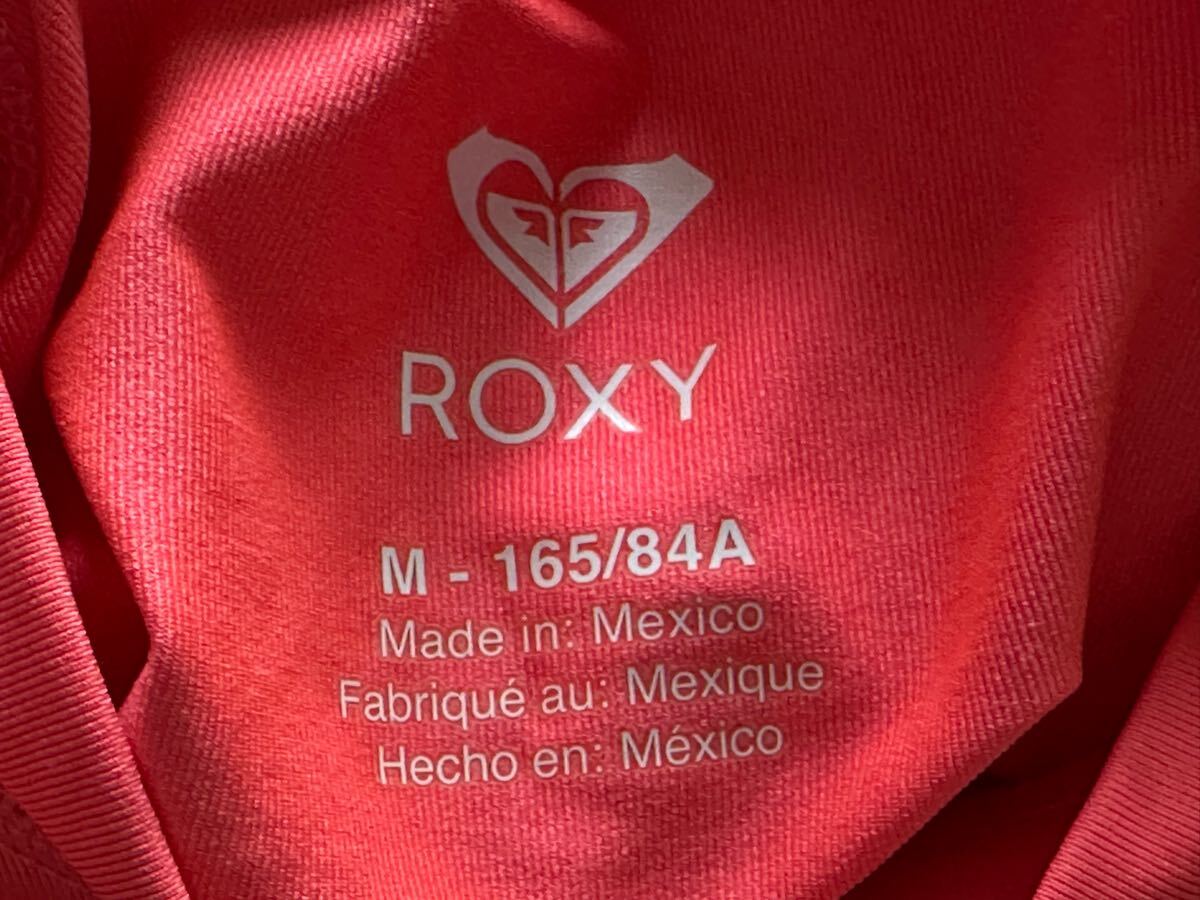 ROXY
M - 165/84A
Made in: Mexico
Fabriqué au: Mexique
Hecho en: México